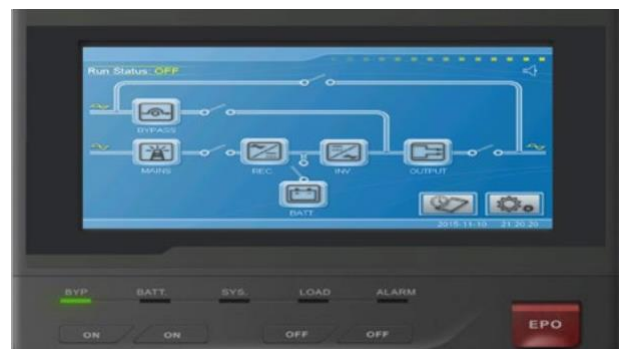 Run Status: OFF
BYPASS
MAINS
REC.
INV.
OUTPUT
BATT
2015-11-10 21:20:20
BYP
BATT.
SYS.
LOAD
ALARM
ON
ON
OFF
OFF
EPO